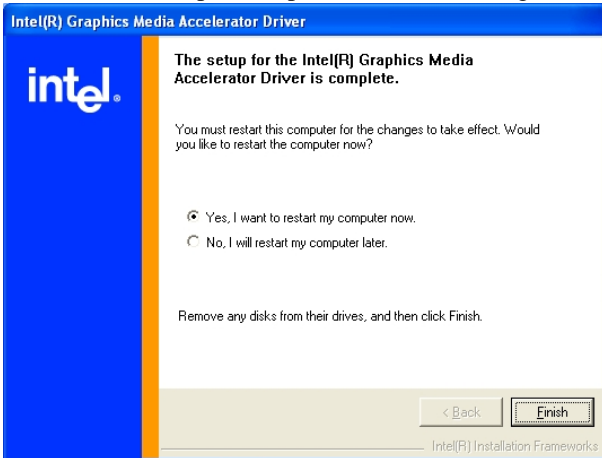 Intel(R) Graphics Media Accelerator Driver
intel®
The setup for the Intel(R) Graphics Media
Accelerator Driver is complete.
You must restart this computer for the changes to take effect. Would
you like to restart the computer now?
Yes, I want to restart my computer now.
No, I will restart my computer later.
Remove any disks from their drives, and then click Finish.
< Back
Finish
Intel(R) Installation Frameworks